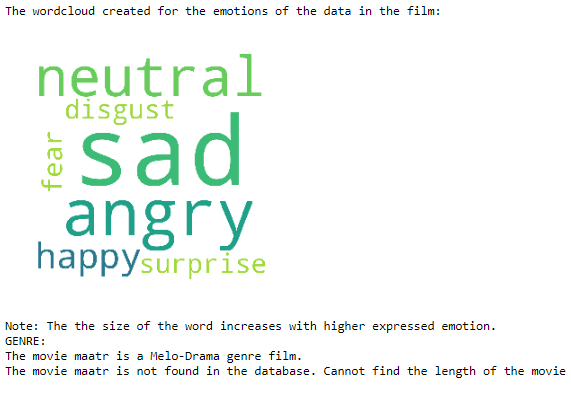 The wordcloud created for the emotions of the data in the film:
neutral
disgust
fear
sad
angry
happy
surprise
Note: The the size of the word increases with higher expressed emotion.
GENRE:
The movie maatr is a Melo-Drama genre film.
The movie maatr is not found in the database. Cannot find the length of the movie